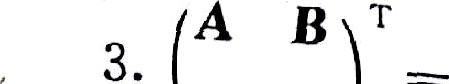 3. (A B)ᵀ =